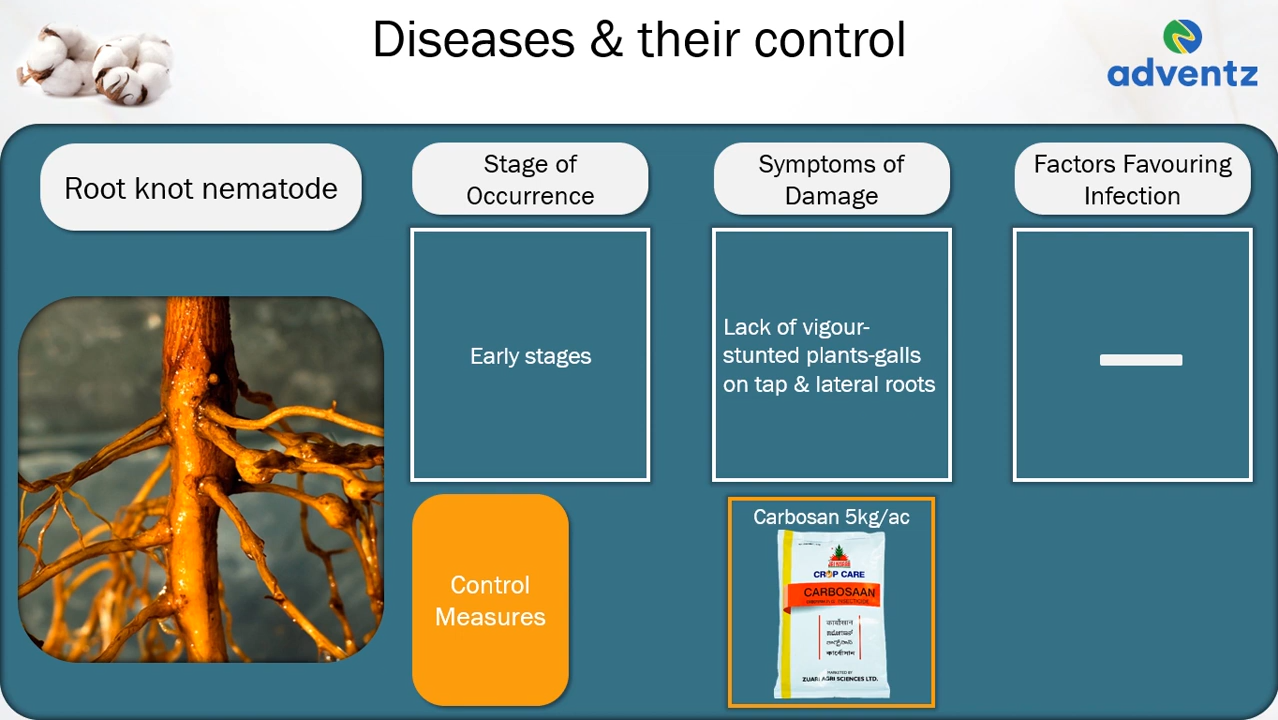 Diseases & their control
adventz
Root knot nematode
Stage of
Occurrence
Symptoms of
Damage
Factors Favouring
Infection
Early stages
Lack of vigour-
stunted plants-galls
on tap & lateral roots
Control
Measures
Carbosan 5kg/ac
CROP CARE
CARBOSAAN
कार्बोसान
कार्बोसान
MARKETED BY
ZUARI AGRI SCIENCES LTD.